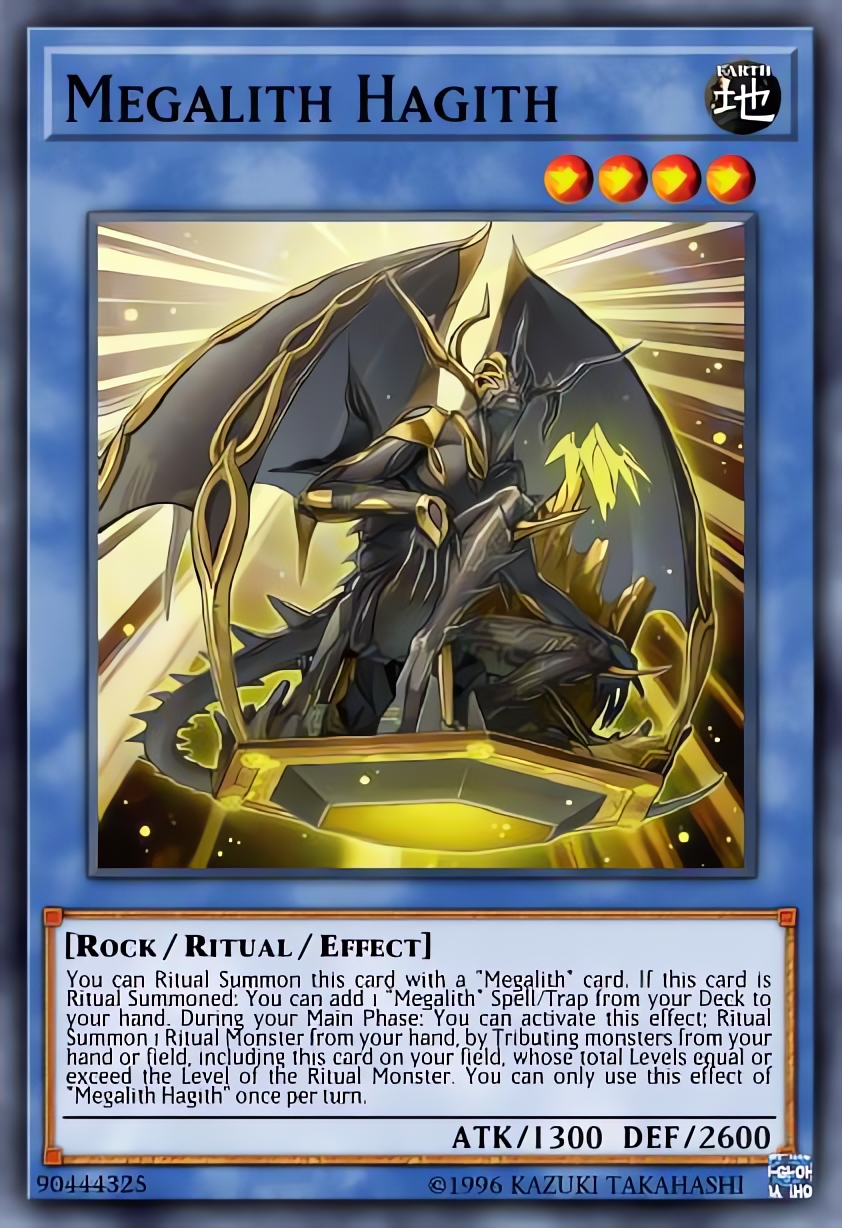 Megalith Hagith
EARTH
地
[Rock / Ritual / Effect]
You can Ritual Summon this card with a "Megalith" card. If this card is
Ritual Summoned: You can add 1 "Megalith" Spell/Trap from your Deck to
your hand. During your Main Phase: You can activate this effect; Ritual
Summon 1 Ritual Monster from your hand, by Tributing monsters from your
hand or field, including this card on your field, whose total Levels equal or
exceed the Level of the Ritual Monster. You can only use this effect of
"Megalith Hagith" once per turn.
ATK/1300 DEF/2600
90444325
©1996 KAZUKI TAKAHASHI